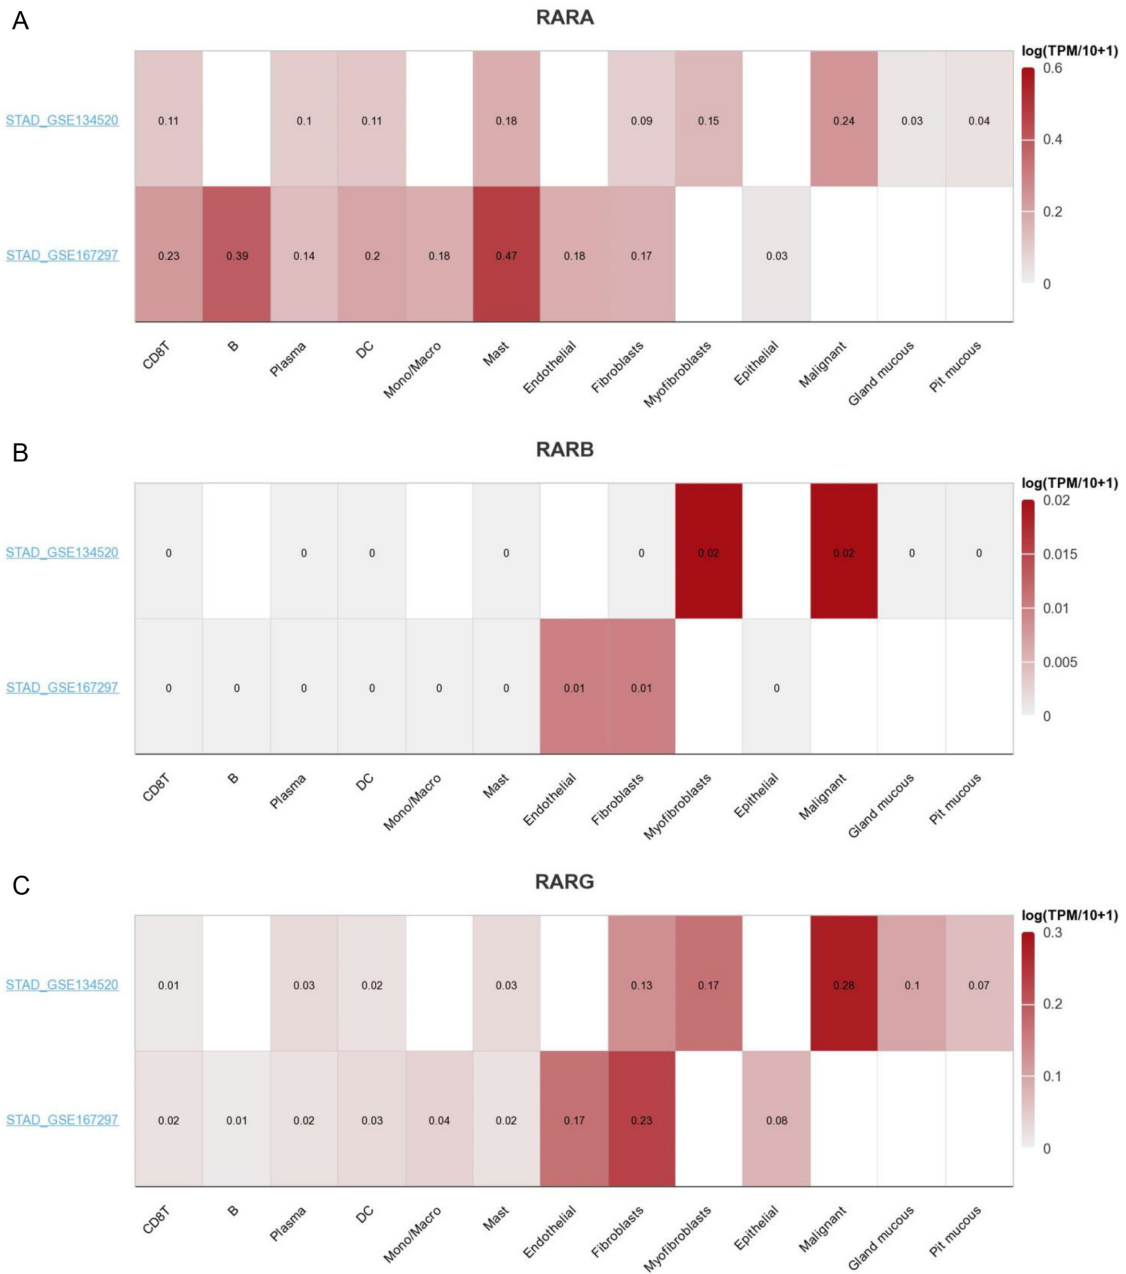 A
RARA
log(TPM/10+1)
0.6
0.4
0.2
0
STAD_GSE134520
0.11 0.1 0.11 0.18 0.09 0.15 0.24 0.03 0.04
STAD_GSE167297
0.23 0.39 0.14 0.2 0.18 0.47 0.18 0.17 0.03
CD8T B Plasma DC Mono/Macro Mast Endothelial Fibroblasts Myofibroblasts Epithelial Malignant Gland mucous Pit mucous
B
RARB
log(TPM/10+1)
0.02
0.015
0.01
0.005
0
STAD_GSE134520
0 0 0 0 0 0.02 0.02 0 0
STAD_GSE167297
0 0 0 0 0 0 0.01 0.01 0
CD8T B Plasma DC Mono/Macro Mast Endothelial Fibroblasts Myofibroblasts Epithelial Malignant Gland mucous Pit mucous
C
RARG
log(TPM/10+1)
0.3
0.2
0.1
0
STAD_GSE134520
0.01 0.03 0.02 0.03 0.13 0.17 0.28 0.1 0.07
STAD_GSE167297
0.02 0.01 0.02 0.03 0.04 0.02 0.17 0.23 0.08
CD8T B Plasma DC Mono/Macro Mast Endothelial Fibroblasts Myofibroblasts Epithelial Malignant Gland mucous Pit mucous